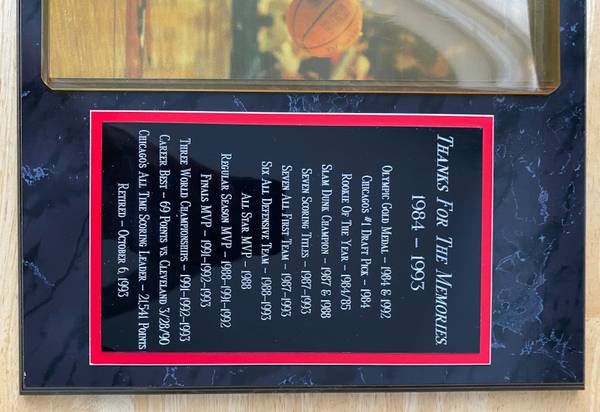 Thanks For The Memories.
1984 – 1993
Olympic Gold Medal – 1984 & 1992
Chicago's #1 Draft Pick – 1984
Rookie Of The Year – 1984/85
Slam Dunk Champion – 1987 & 1988
Seven Scoring Titles – 1987-1993
Seven All First Team – 1987-1993
Six All Defensive Team – 1988-1993
All Star MVP – 1988
Regular Season MVP – 1988-1991-1992
Finals MVP – 1991-1992-1993
Three World Championships – 1991-1992-1993
Career Best – 69 Points vs Cleveland 3/28/90
Chicago's All Time Scoring Leader – 21,541 Points
Retired – October 6, 1993